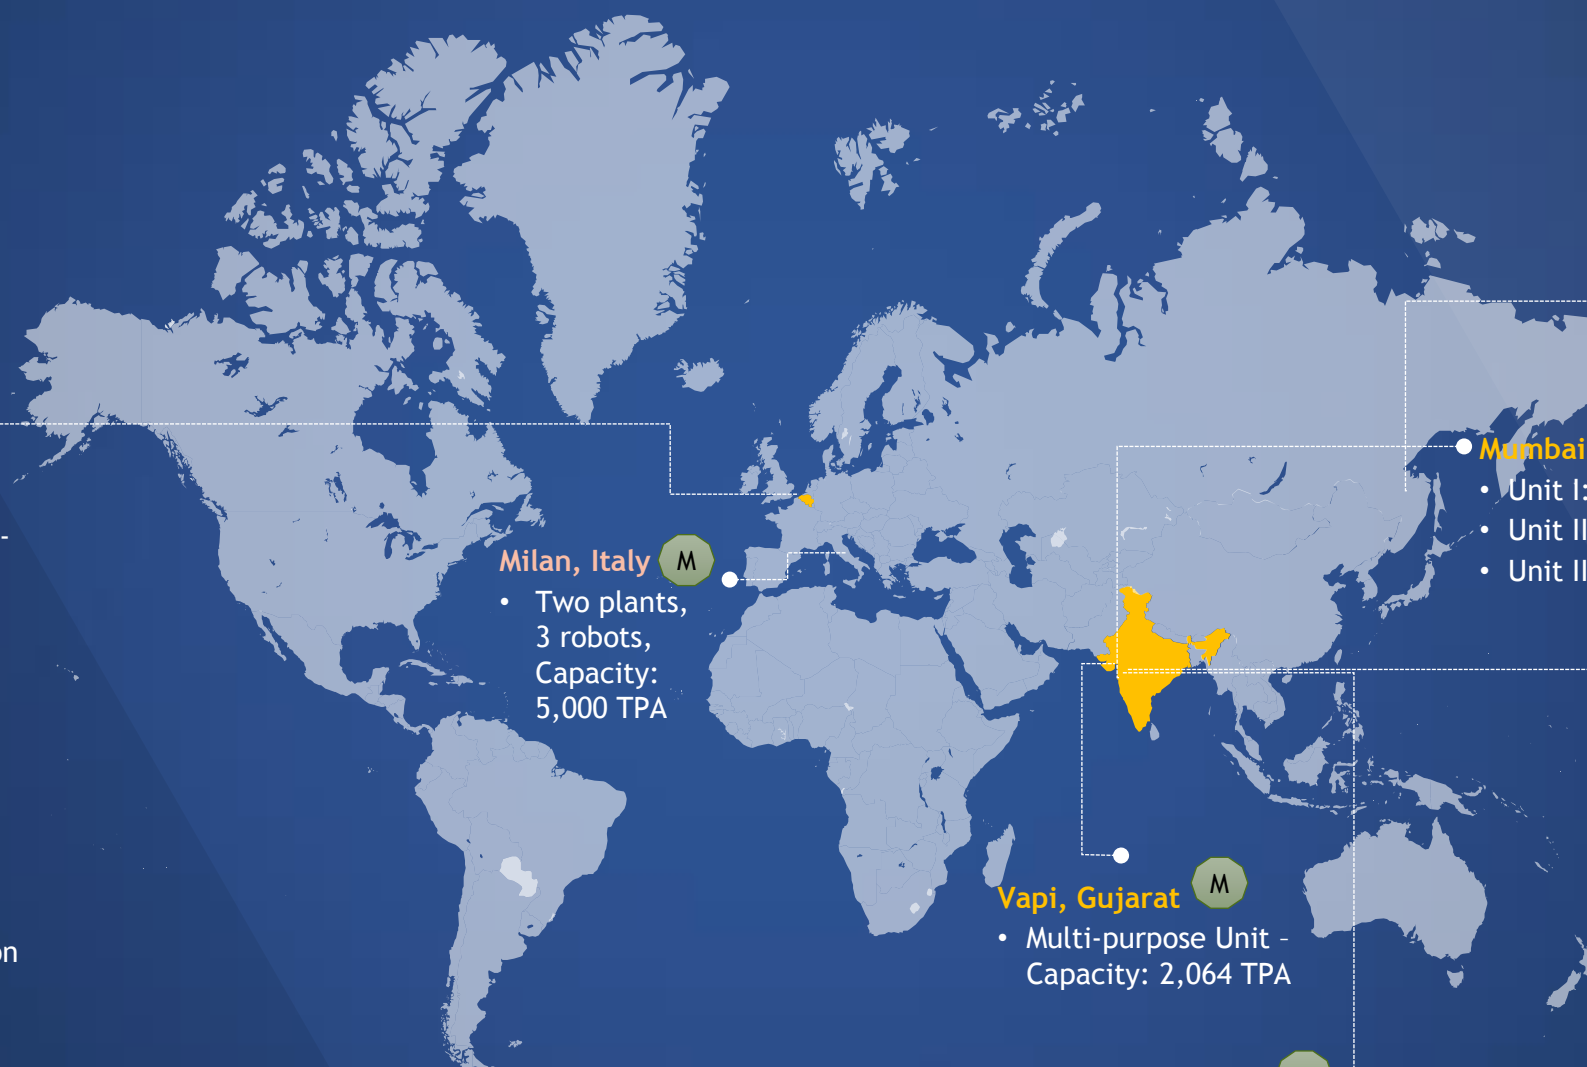 -
Milan, Italy M
• Two plants,
3 robots,
Capacity:
5,000 TPA
Mumbai
• Unit I:
• Unit II
• Unit II
Vapi, Gujarat M
• Multi-purpose Unit –
Capacity: 2,064 TPA
on